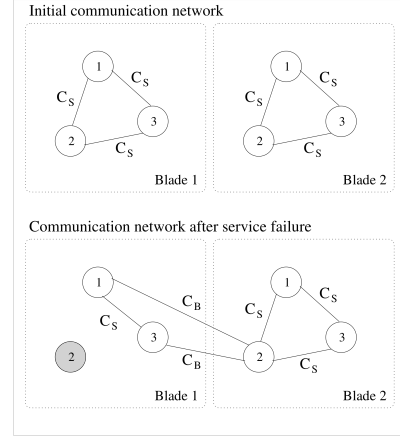 Initial communication network
1
1
C_S
C_S
C_S
C_S
3
3
2
2
C_S
C_S
Blade 1
Blade 2
Communication network after service failure
1
1
C_B
C_S
C_S
C_S
3
3
2
2
C_B
C_S
Blade 1
Blade 2